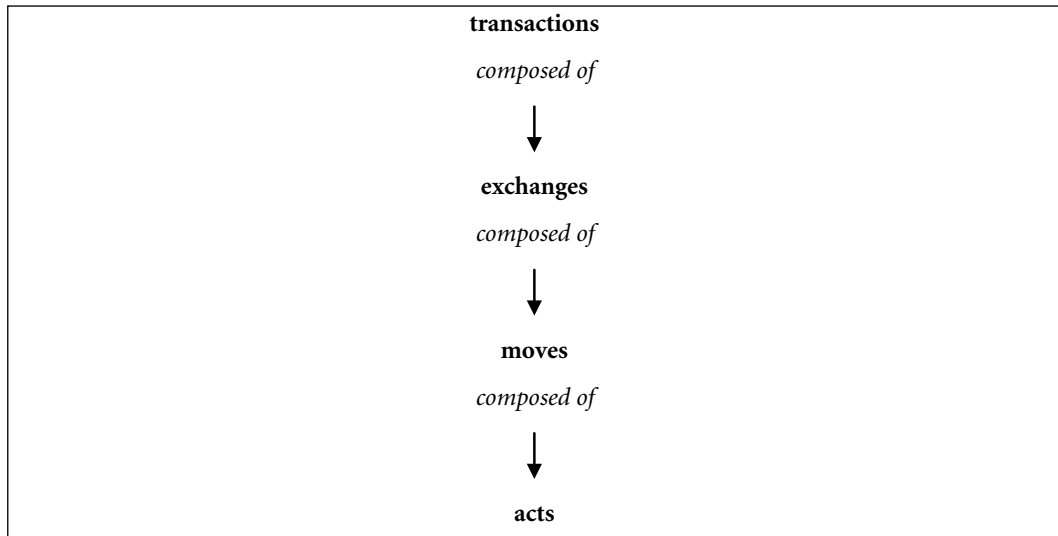 transactions
composed of
exchanges
composed of
moves
composed of
acts